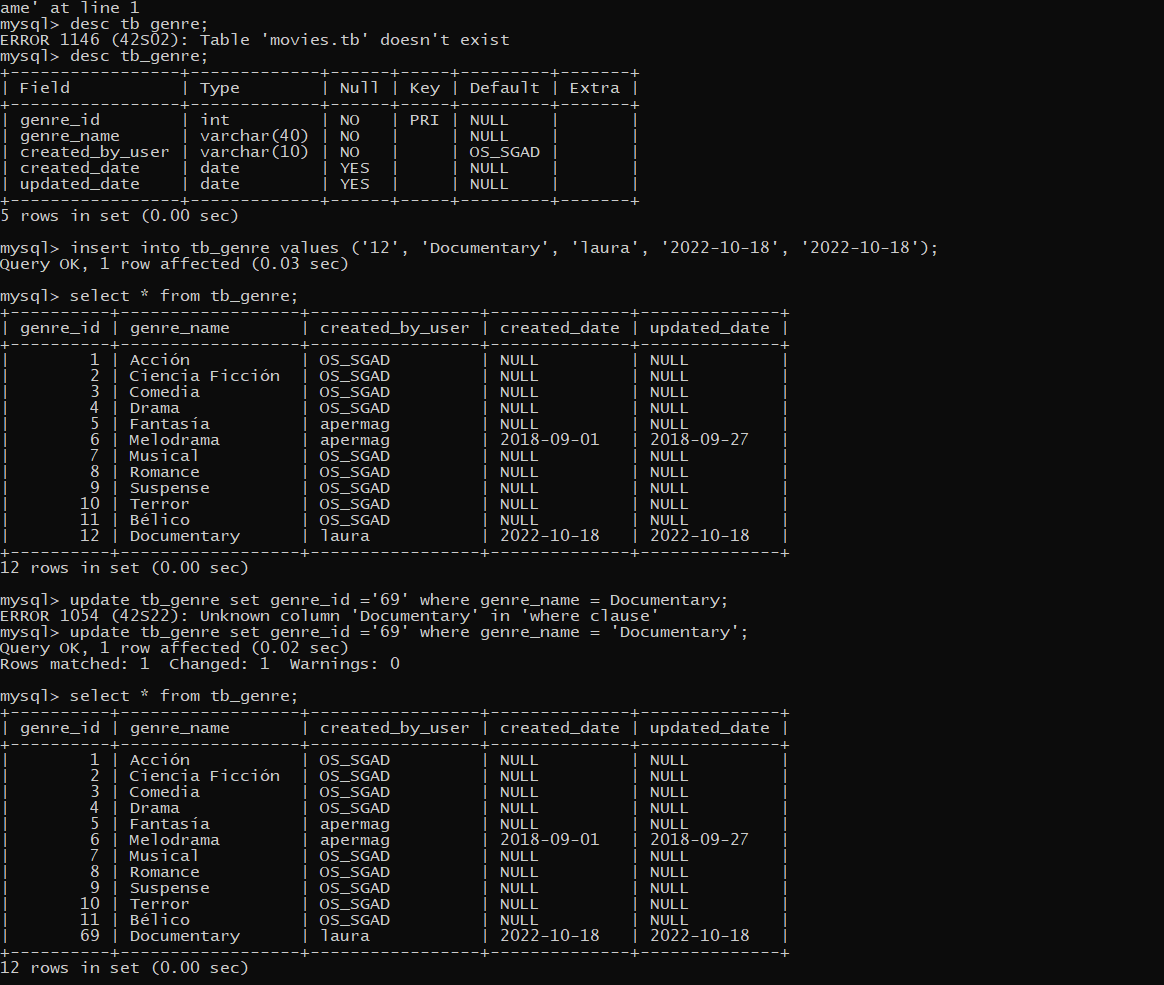 ame' at line 1
mysql> desc tb genre;
ERROR 1146 (42S02): Table 'movies.tb' doesn't exist
mysql> desc tb_genre;
+-----------------+-------------+------+-----+---------+-------+
| Field           | Type        | Null | Key | Default | Extra |
+-----------------+-------------+------+-----+---------+-------+
| genre_id        | int         | NO   | PRI | NULL    |       |
| genre_name      | varchar(40) | NO   |     | NULL    |       |
| created_by_user | varchar(10) | NO   |     | OS_SGAD |       |
| created_date    | date        | YES  |     | NULL    |       |
| updated_date    | date        | YES  |     | NULL    |       |
+-----------------+-------------+------+-----+---------+-------+
5 rows in set (0.00 sec)

mysql> insert into tb_genre values ('12', 'Documentary', 'laura', '2022-10-18', '2022-10-18');
Query OK, 1 row affected (0.03 sec)

mysql> select * from tb_genre;
+----------+------------------+-----------------+--------------+--------------+
| genre_id | genre_name       | created_by_user | created_date | updated_date |
+----------+------------------+-----------------+--------------+--------------+
|        1 | Acción           | OS_SGAD         | NULL         | NULL         |
|        2 | Ciencia Ficción  | OS_SGAD         | NULL         | NULL         |
|        3 | Comedia          | OS_SGAD         | NULL         | NULL         |
|        4 | Drama            | OS_SGAD         | NULL         | NULL         |
|        5 | Fantasía         | apermag         | NULL         | NULL         |
|        6 | Melodrama        | apermag         | 2018-09-01   | 2018-09-27   |
|        7 | Musical          | OS_SGAD         | NULL         | NULL         |
|        8 | Romance          | OS_SGAD         | NULL         | NULL         |
|        9 | Suspense         | OS_SGAD         | NULL         | NULL         |
|       10 | Terror           | OS_SGAD         | NULL         | NULL         |
|       11 | Bélico           | OS_SGAD         | NULL         | NULL         |
|       12 | Documentary      | laura           | 2022-10-18   | 2022-10-18   |
+----------+------------------+-----------------+--------------+--------------+
12 rows in set (0.00 sec)

mysql> update tb_genre set genre_id ='69' where genre_name = Documentary;
ERROR 1054 (42S22): Unknown column 'Documentary' in 'where clause'
mysql> update tb_genre set genre_id ='69' where genre_name = 'Documentary';
Query OK, 1 row affected (0.02 sec)
Rows matched: 1  Changed: 1  Warnings: 0

mysql> select * from tb_genre;
+----------+------------------+-----------------+--------------+--------------+
| genre_id | genre_name       | created_by_user | created_date | updated_date |
+----------+------------------+-----------------+--------------+--------------+
|        1 | Acción           | OS_SGAD         | NULL         | NULL         |
|        2 | Ciencia Ficción  | OS_SGAD         | NULL         | NULL         |
|        3 | Comedia          | OS_SGAD         | NULL         | NULL         |
|        4 | Drama            | OS_SGAD         | NULL         | NULL         |
|        5 | Fantasía         | apermag         | NULL         | NULL         |
|        6 | Melodrama        | apermag         | 2018-09-01   | 2018-09-27   |
|        7 | Musical          | OS_SGAD         | NULL         | NULL         |
|        8 | Romance          | OS_SGAD         | NULL         | NULL         |
|        9 | Suspense         | OS_SGAD         | NULL         | NULL         |
|       10 | Terror           | OS_SGAD         | NULL         | NULL         |
|       11 | Bélico           | OS_SGAD         | NULL         | NULL         |
|       69 | Documentary      | laura           | 2022-10-18   | 2022-10-18   |
+----------+------------------+-----------------+--------------+--------------+
12 rows in set (0.00 sec)